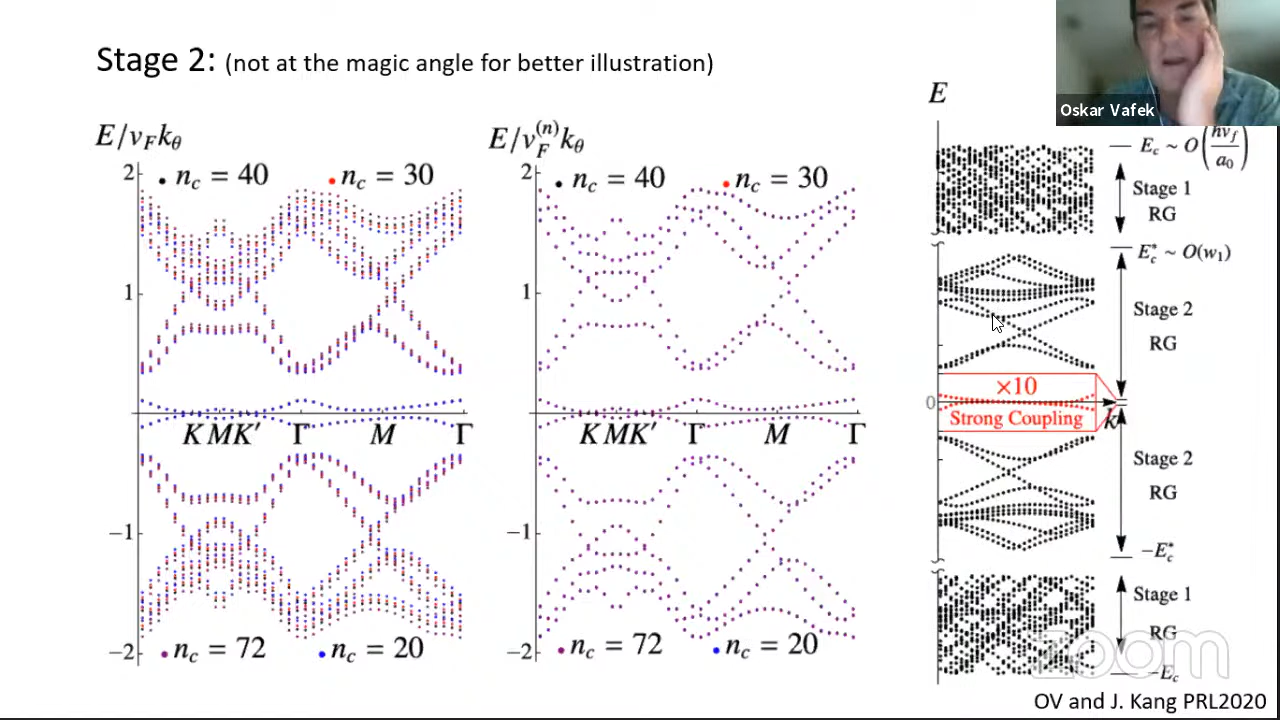 Stage 2: (not at the magic angle for better illustration)
Oskar Vafek
E/v_F k_θ
2
• n_c = 40
• n_c = 30
1
K M K' Γ M Γ
−1
−2
• n_c = 72
• n_c = 20
E/v_F^(n) k_θ
2
• n_c = 40
• n_c = 30
1
K M K' Γ M Γ
−1
−2
• n_c = 72
• n_c = 20
E
E_c ~ O(ħv_f/a_0)
Stage 1
RG
E_c^* ~ O(w_1)
Stage 2
RG
×10
0
Strong Coupling
k
Stage 2
RG
−E_c^*
Stage 1
RG
−E_c
zoom
OV and J. Kang PRL2020